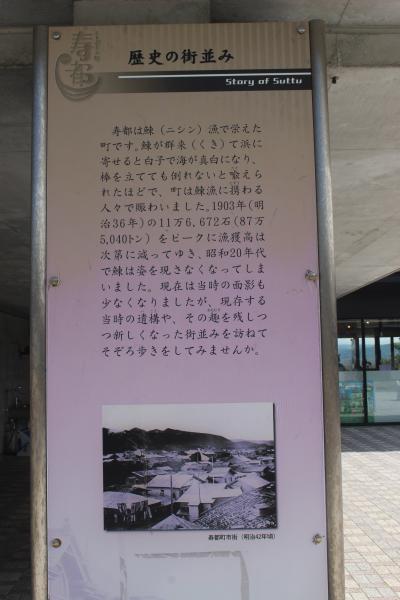 寿都
歴史の街並み
Story of Suttu
寿都は鰊（ニシン）漁で栄えた
町です。鰊が群来（くき）て浜に
寄せると白子で海が真白になり、
棒を立てても倒れないと喩えら
れたほどで、町は鰊漁に携わる
人々で賑わいました。1903年(明
治36年）の11万6,672石(87万
5,040トン）をピークに漁獲高は
次第に減ってゆき、昭和20年代
で鰊は姿を現さなくなってしま
いました。現在は当時の面影も
少なくなりましたが、現存する
当時の遺構や、その趣を残しつ
つ新しくなった街並みを訪ねて
そぞろ歩きをしてみませんか。
寿都町市街（明治42年頃）